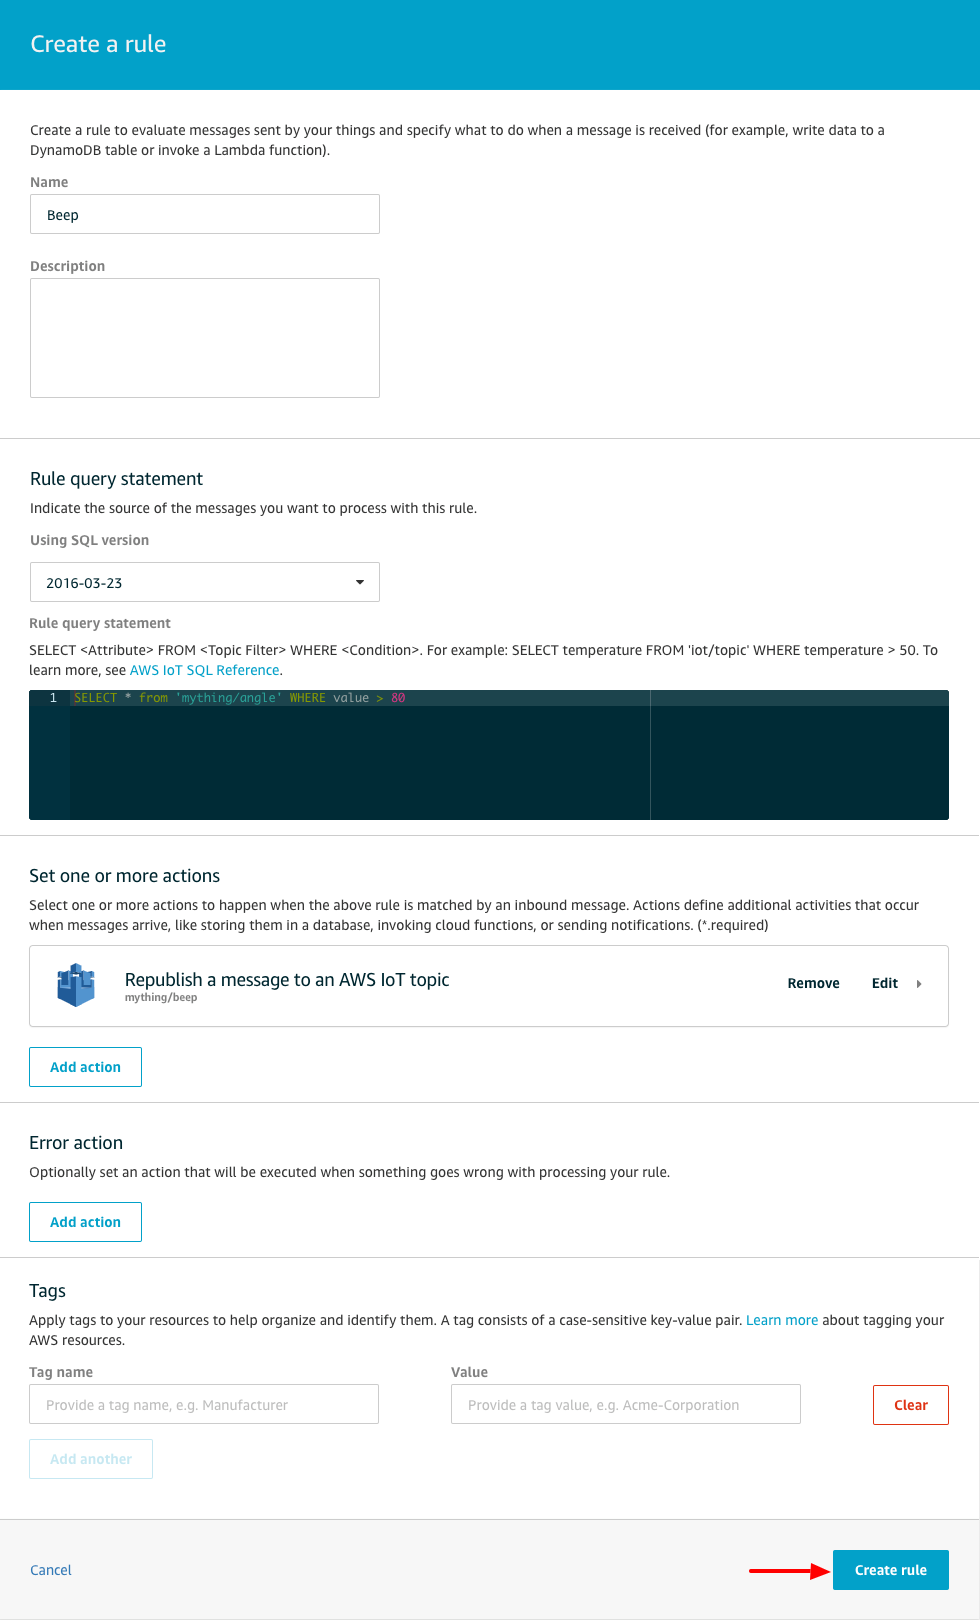 Create a rule
Create a rule to evaluate messages sent by your things and specify what to do when a message is received (for example, write data to a
DynamoDB table or invoke a Lambda function).
Name
Beep
Description
Rule query statement
Indicate the source of the messages you want to process with this rule.
Using SQL version
2016-03-23
Rule query statement
SELECT <Attribute> FROM <Topic Filter> WHERE <Condition>. For example: SELECT temperature FROM 'iot/topic' WHERE temperature > 50. To
learn more, see AWS IoT SQL Reference.
1 SELECT * from 'mything/angle' WHERE value > 80
Set one or more actions
Select one or more actions to happen when the above rule is matched by an inbound message. Actions define additional activities that occur
when messages arrive, like storing them in a database, invoking cloud functions, or sending notifications. (*.required)
Republish a message to an AWS IoT topic
mything/beep
Remove Edit
Add action
Error action
Optionally set an action that will be executed when something goes wrong with processing your rule.
Add action
Tags
Apply tags to your resources to help organize and identify them. A tag consists of a case-sensitive key-value pair. Learn more about tagging your
AWS resources.
Tag name Value
Provide a tag name, e.g. Manufacturer Provide a tag value, e.g. Acme-Corporation Clear
Add another
Cancel Create rule